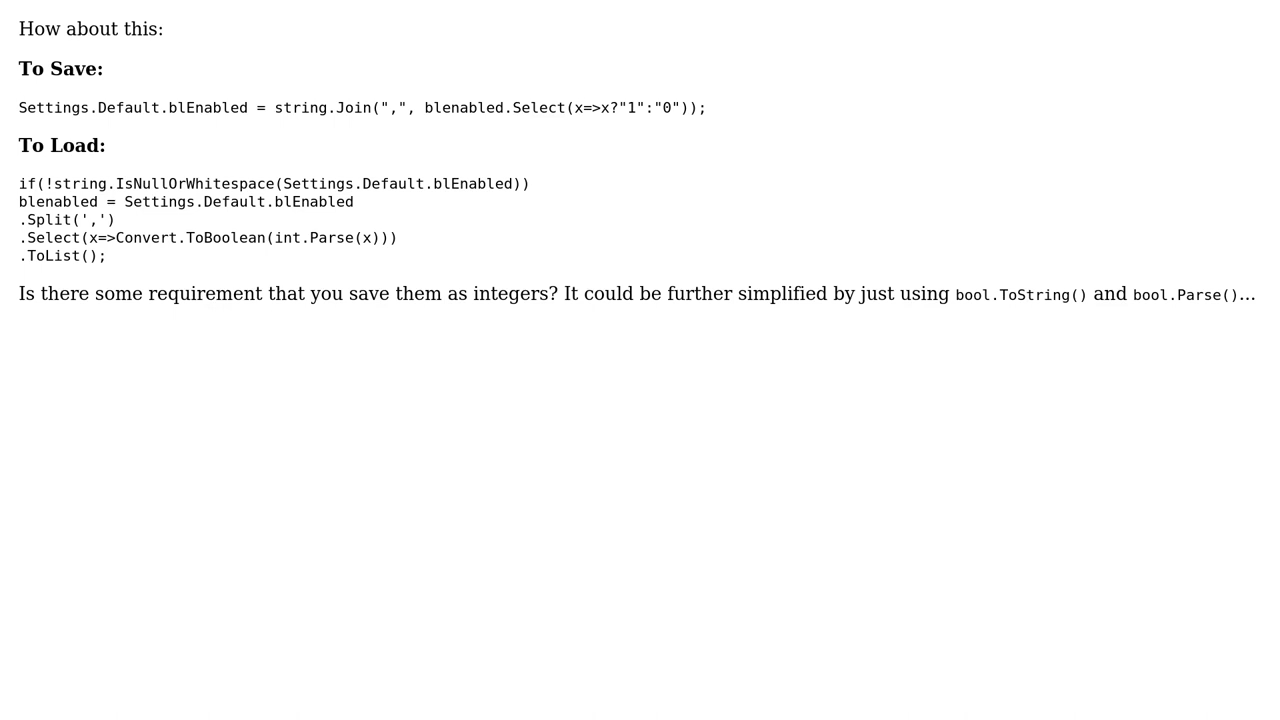 How about this:
To Save:
Settings.Default.blEnabled = string.Join(",", blenabled.Select(x=>x?"1":"0"));
To Load:
if(!string.IsNullOrWhitespace(Settings.Default.blEnabled))
blenabled = Settings.Default.blEnabled
.Split(',')
.Select(x=>Convert.ToBoolean(int.Parse(x)))
.ToList();
Is there some requirement that you save them as integers? It could be further simplified by just using bool.ToString() and bool.Parse()...